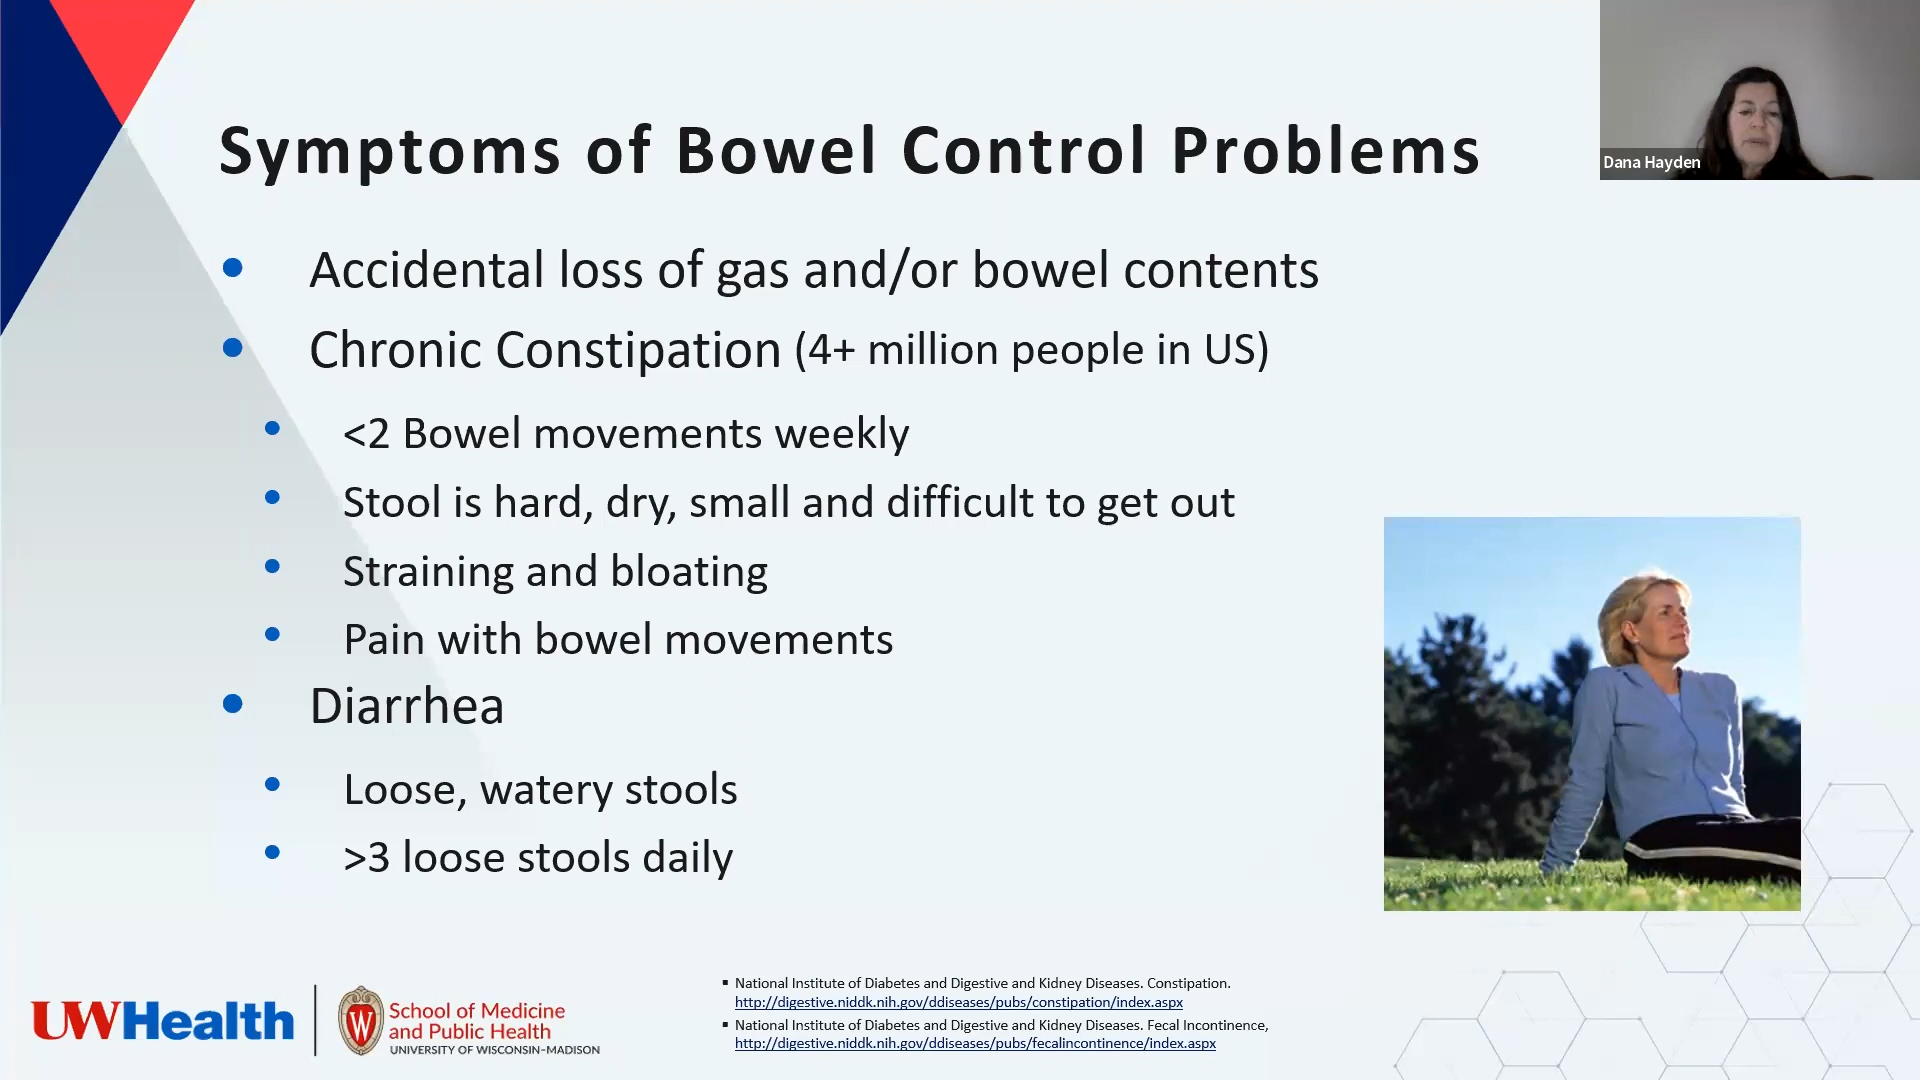 Symptoms of Bowel Control Problems
Dana Hayden
• Accidental loss of gas and/or bowel contents
• Chronic Constipation (4+ million people in US)
• <2 Bowel movements weekly
• Stool is hard, dry, small and difficult to get out
• Straining and bloating
• Pain with bowel movements
• Diarrhea
• Loose, watery stools
• >3 loose stools daily
UWHealth
W
School of Medicine
and Public Health
UNIVERSITY OF WISCONSIN–MADISON
▪ National Institute of Diabetes and Digestive and Kidney Diseases. Constipation.
http://digestive.niddk.nih.gov/ddiseases/pubs/constipation/index.aspx
▪ National Institute of Diabetes and Digestive and Kidney Diseases. Fecal Incontinence,
http://digestive.niddk.nih.gov/ddiseases/pubs/fecalincontinence/index.aspx